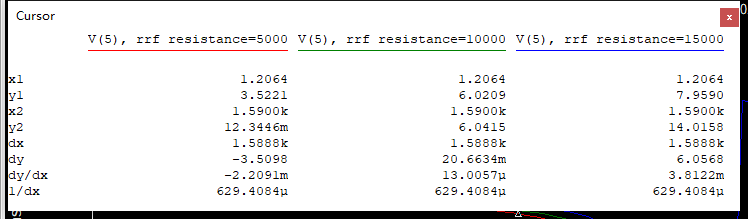 Cursor
V(5), rrf resistance=5000 V(5), rrf resistance=10000 V(5), rrf resistance=15000
x1 1.2064 1.2064 1.2064
y1 3.5221 6.0209 7.9590
x2 1.5900k 1.5900k 1.5900k
y2 12.3446m 6.0415 14.0158
dx 1.5888k 1.5888k 1.5888k
dy -3.5098 20.6634m 6.0568
dy/dx -2.2091m 13.0057µ 3.8122m
1/dx 629.4084µ 629.4084µ 629.4084µ